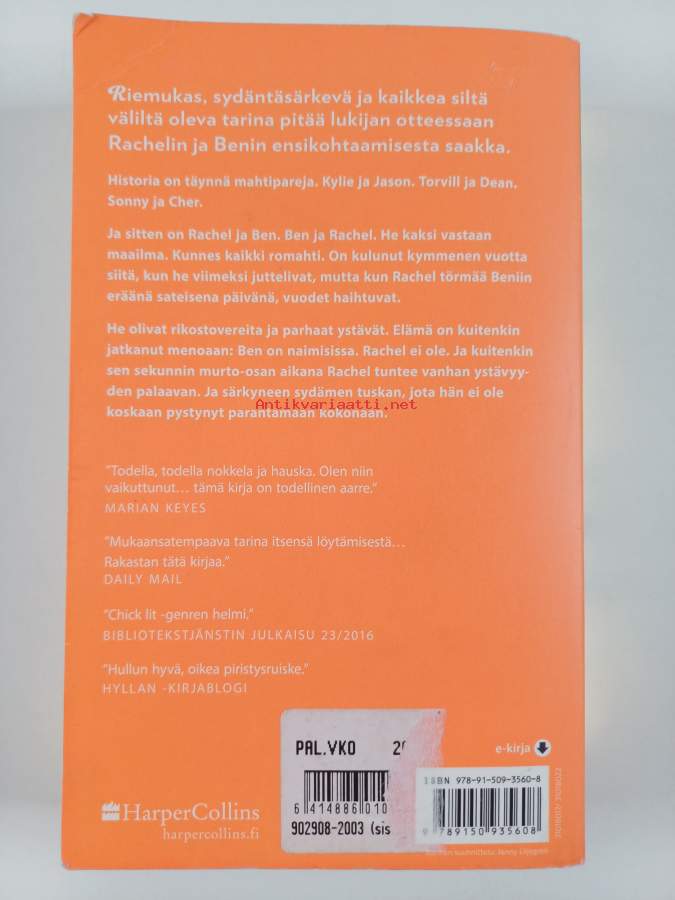 Riemukas, sydäntäsärkevä ja kaikkea siltä
väliltä oleva tarina pitää lukijan otteessaan
Rachelin ja Benin ensikohtaamisesta saakka.
Historia on täynnä mahtipareja. Kylie ja Jason. Torvill ja Dean.
Sonny ja Cher.
Ja sitten on Rachel ja Ben. Ben ja Rachel. He kaksi vastaan
maailma. Kunnes kaikki romahti. On kulunut kymmenen vuotta
siitä, kun he viimeksi juttelivat, mutta kun Rachel törmää Beniin
eräänä sateisena päivänä, vuodet haihtuvat.
He olivat rikostovereita ja parhaat ystävät. Elämä on kuitenkin
jatkanut menoaan: Ben on naimisissa. Rachel ei ole. Ja kuitenkin
sen sekunnin murto-osan aikana Rachel tuntee vanhan ystävyy-
den palaavan. Ja särkyneen sydämen tuskan, jota hän ei ole
Antikvariaatti.net
koskaan pystynyt parantamaan kokonaan.
"Todella, todella nokkela ja hauska. Olen niin
vaikuttunut... tämä kirja on todellinen aarre."
MARIAN KEYES
"Mukaansatempaava tarina itsensä löytämisestä...
Rakastan tätä kirjaa."
DAILY MAIL
"Chick lit -genren helmi."
BIBLIOTEKSTJÄNSTIN JULKAISU 23/2016
"Hullun hyvä, oikea piristysruiske."
HYLLAN -KIRJABLOGI
PAL.VKO 20
e-kirja
ISBN 978-91-509-3560-8
6 414886 010
902908-2003 (sis
9 789150 935608
HarperCollins
harpercollins.fi